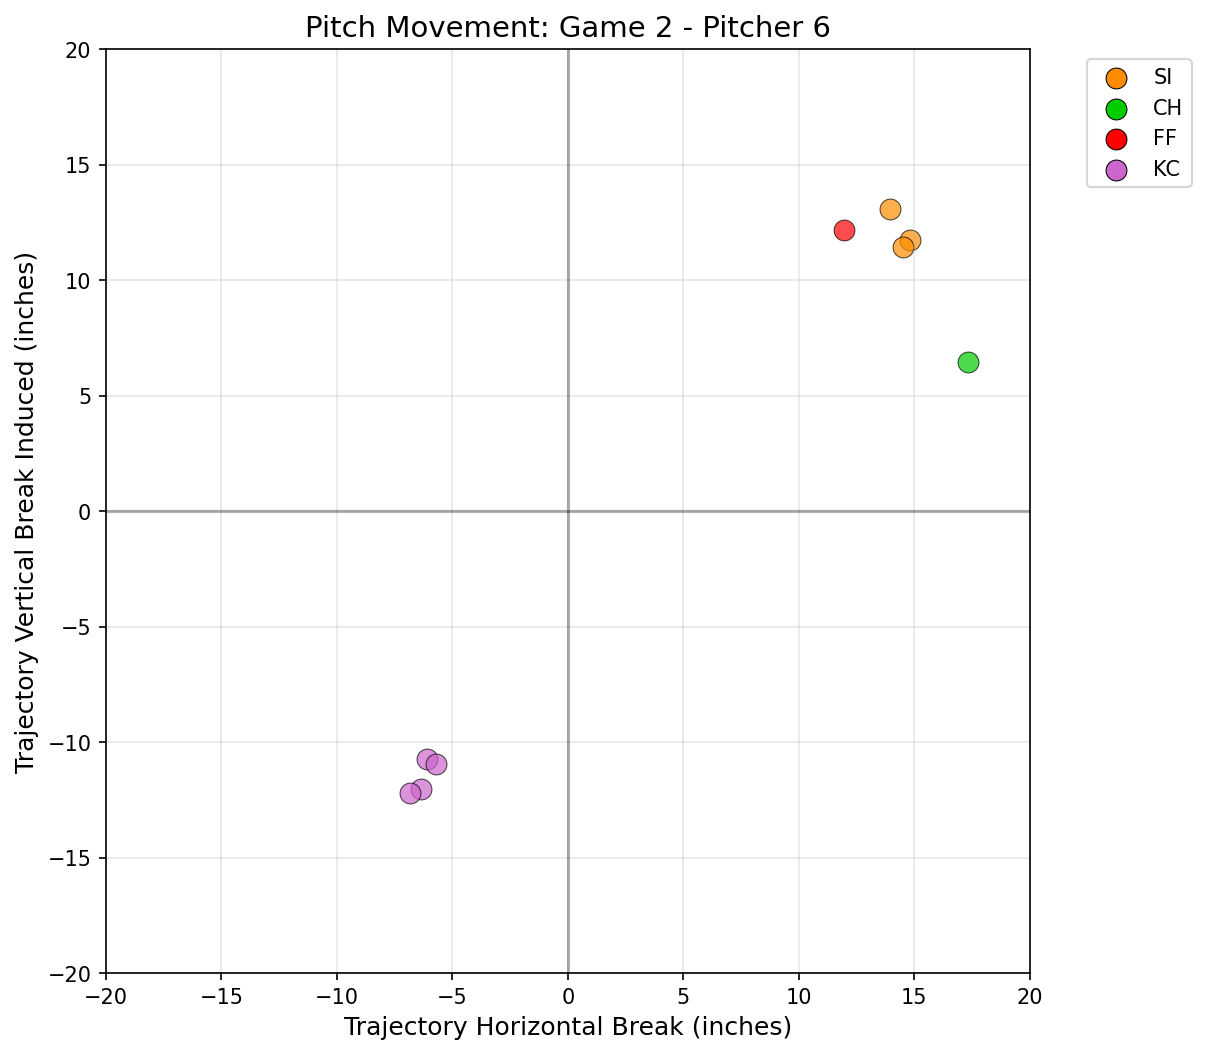 Pitch Movement: Game 2 - Pitcher 6
SI
CH
FF
KC
Trajectory Vertical Break Induced (inches)
20
15
10
5
0
−5
−10
−15
−20
−20 −15 −10 −5 0 5 10 15 20
Trajectory Horizontal Break (inches)